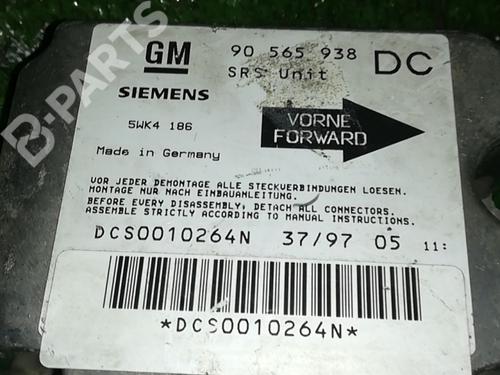 GM 90 565 938 DC
SRS Unit
SIEMENS
5WK4 186
VORNE
FORWARD
Made in Germany
VOR JEDER DEMONTAGE ALLE STECKVERBINDUNGEN LOESEN.
MONTAGE NUR NACH EINBAUANLEITUNG.
BEFORE EVERY DISASSEMBLY, DETACH ALL CONNECTORS.
ASSEMBLE STRICTLY ACCORDING TO MANUAL INSTRUCTIONS.
DCS0010264N 37/97 05 11:
*DCS0010264N*
B-PARTS